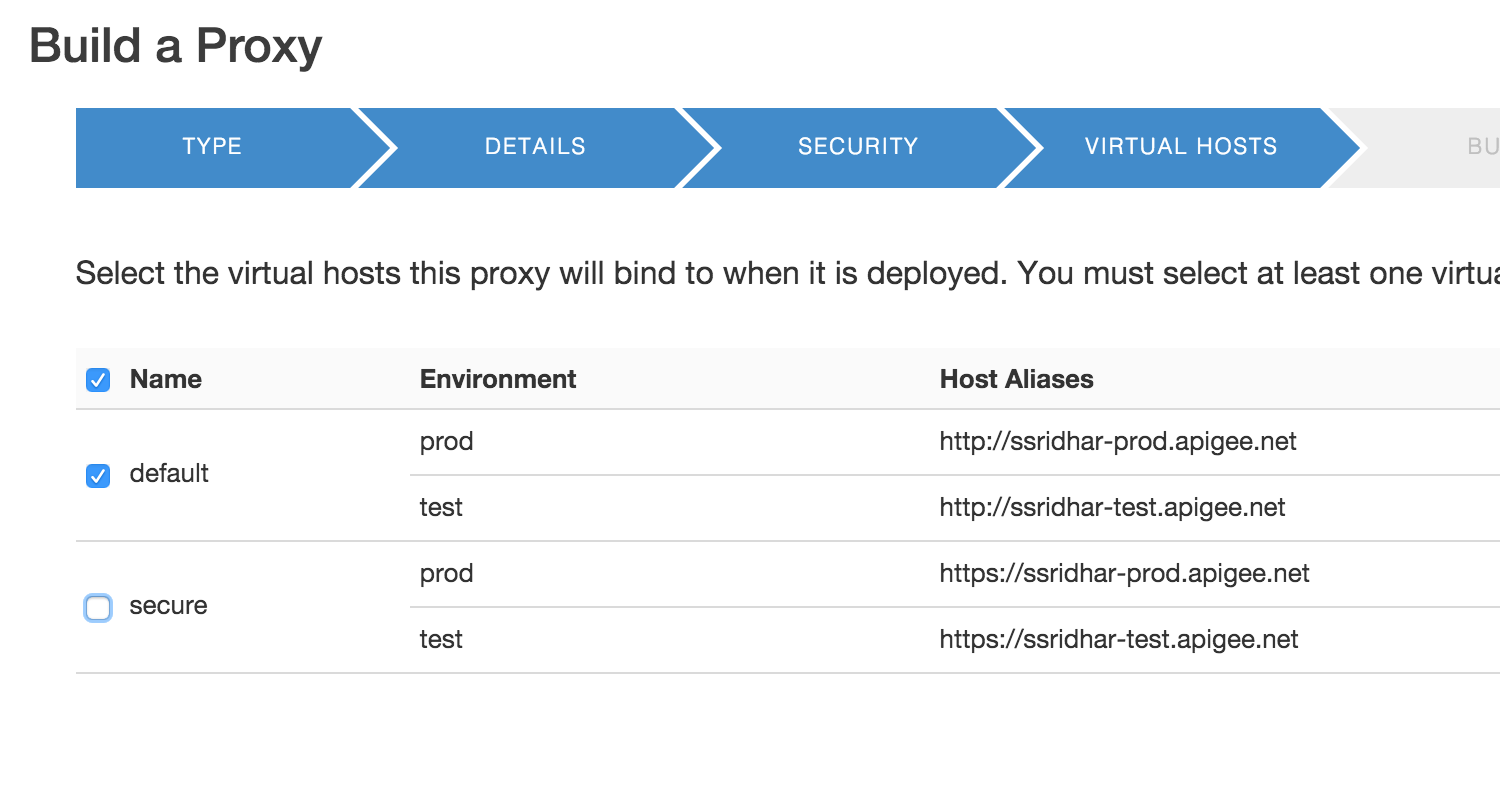 Build a Proxy
TYPE DETAILS SECURITY VIRTUAL HOSTS BU
Select the virtual hosts this proxy will bind to when it is deployed. You must select at least one virtua
Name Environment Host Aliases
default prod http://ssridhar-prod.apigee.net
test http://ssridhar-test.apigee.net
secure prod https://ssridhar-prod.apigee.net
test https://ssridhar-test.apigee.net